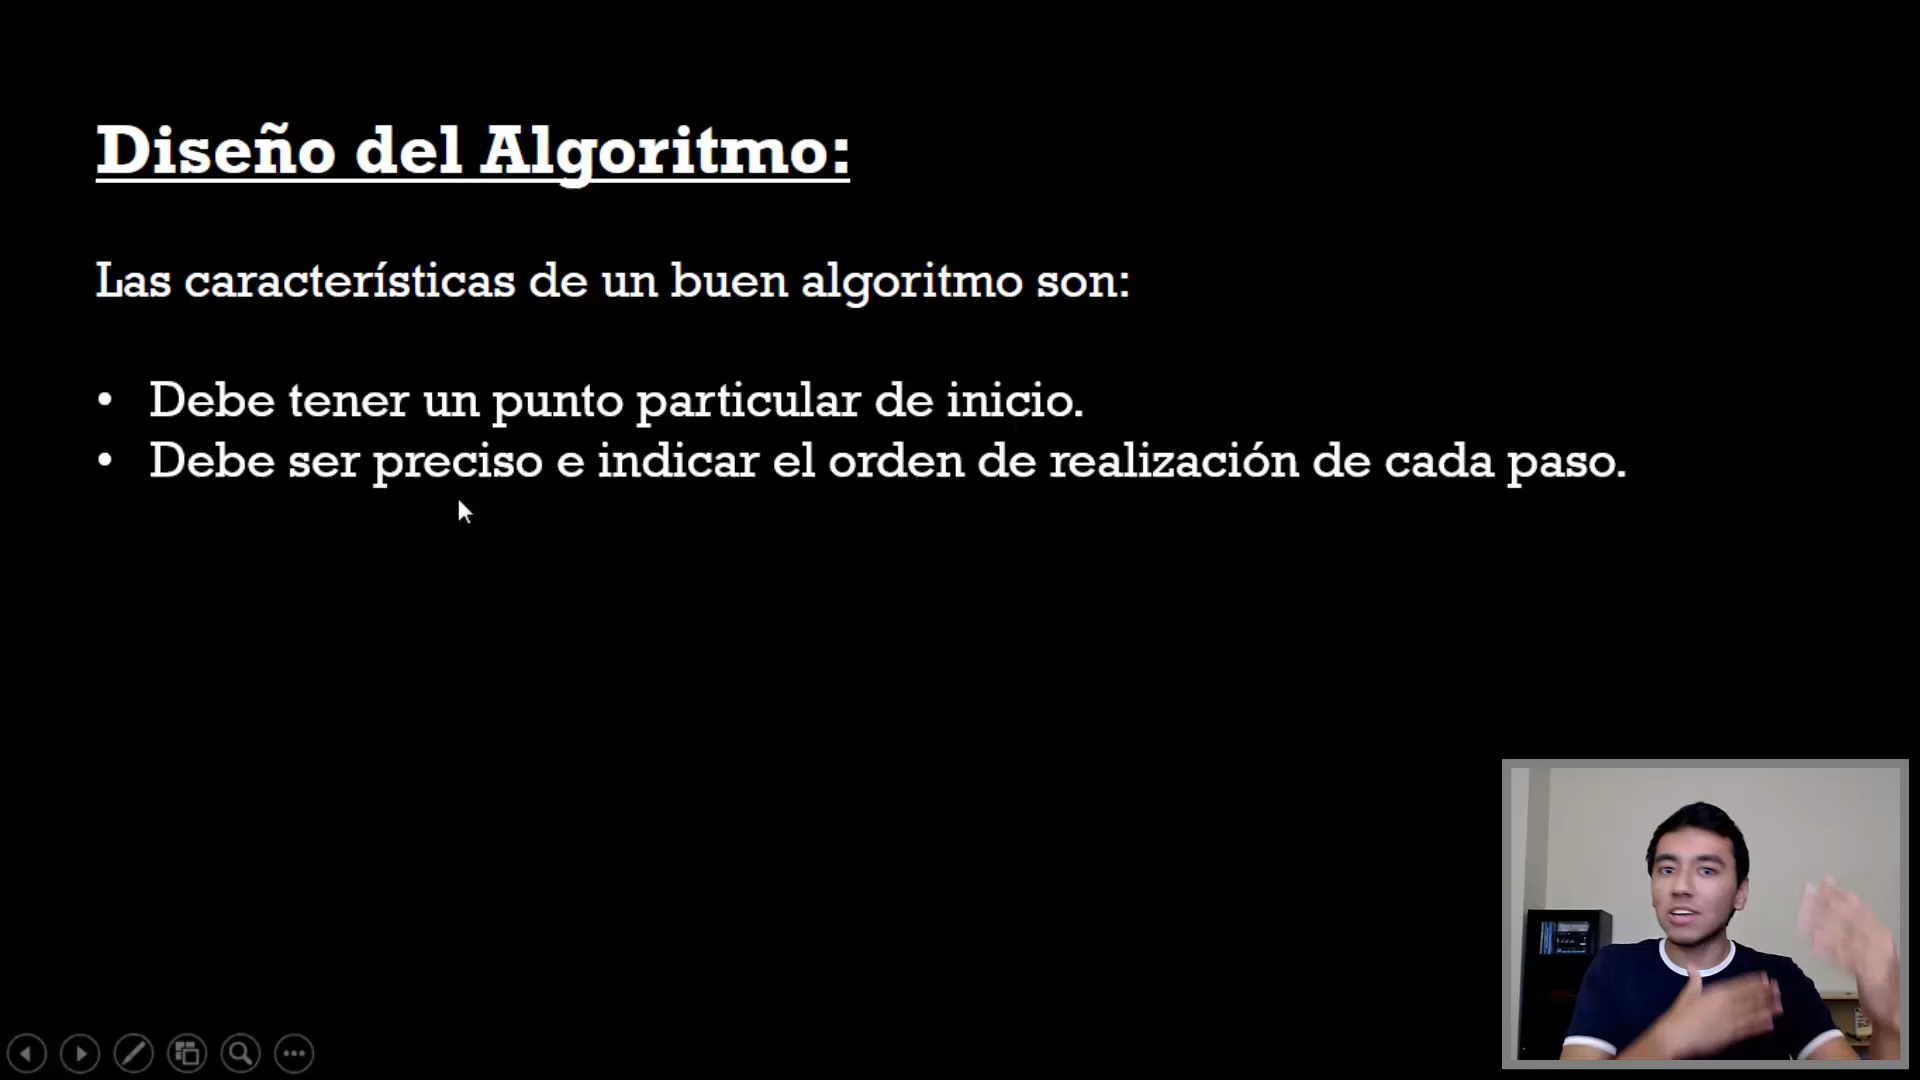 Diseño del Algoritmo:
Las características de un buen algoritmo son:
• Debe tener un punto particular de inicio.
• Debe ser preciso e indicar el orden de realización de cada paso.